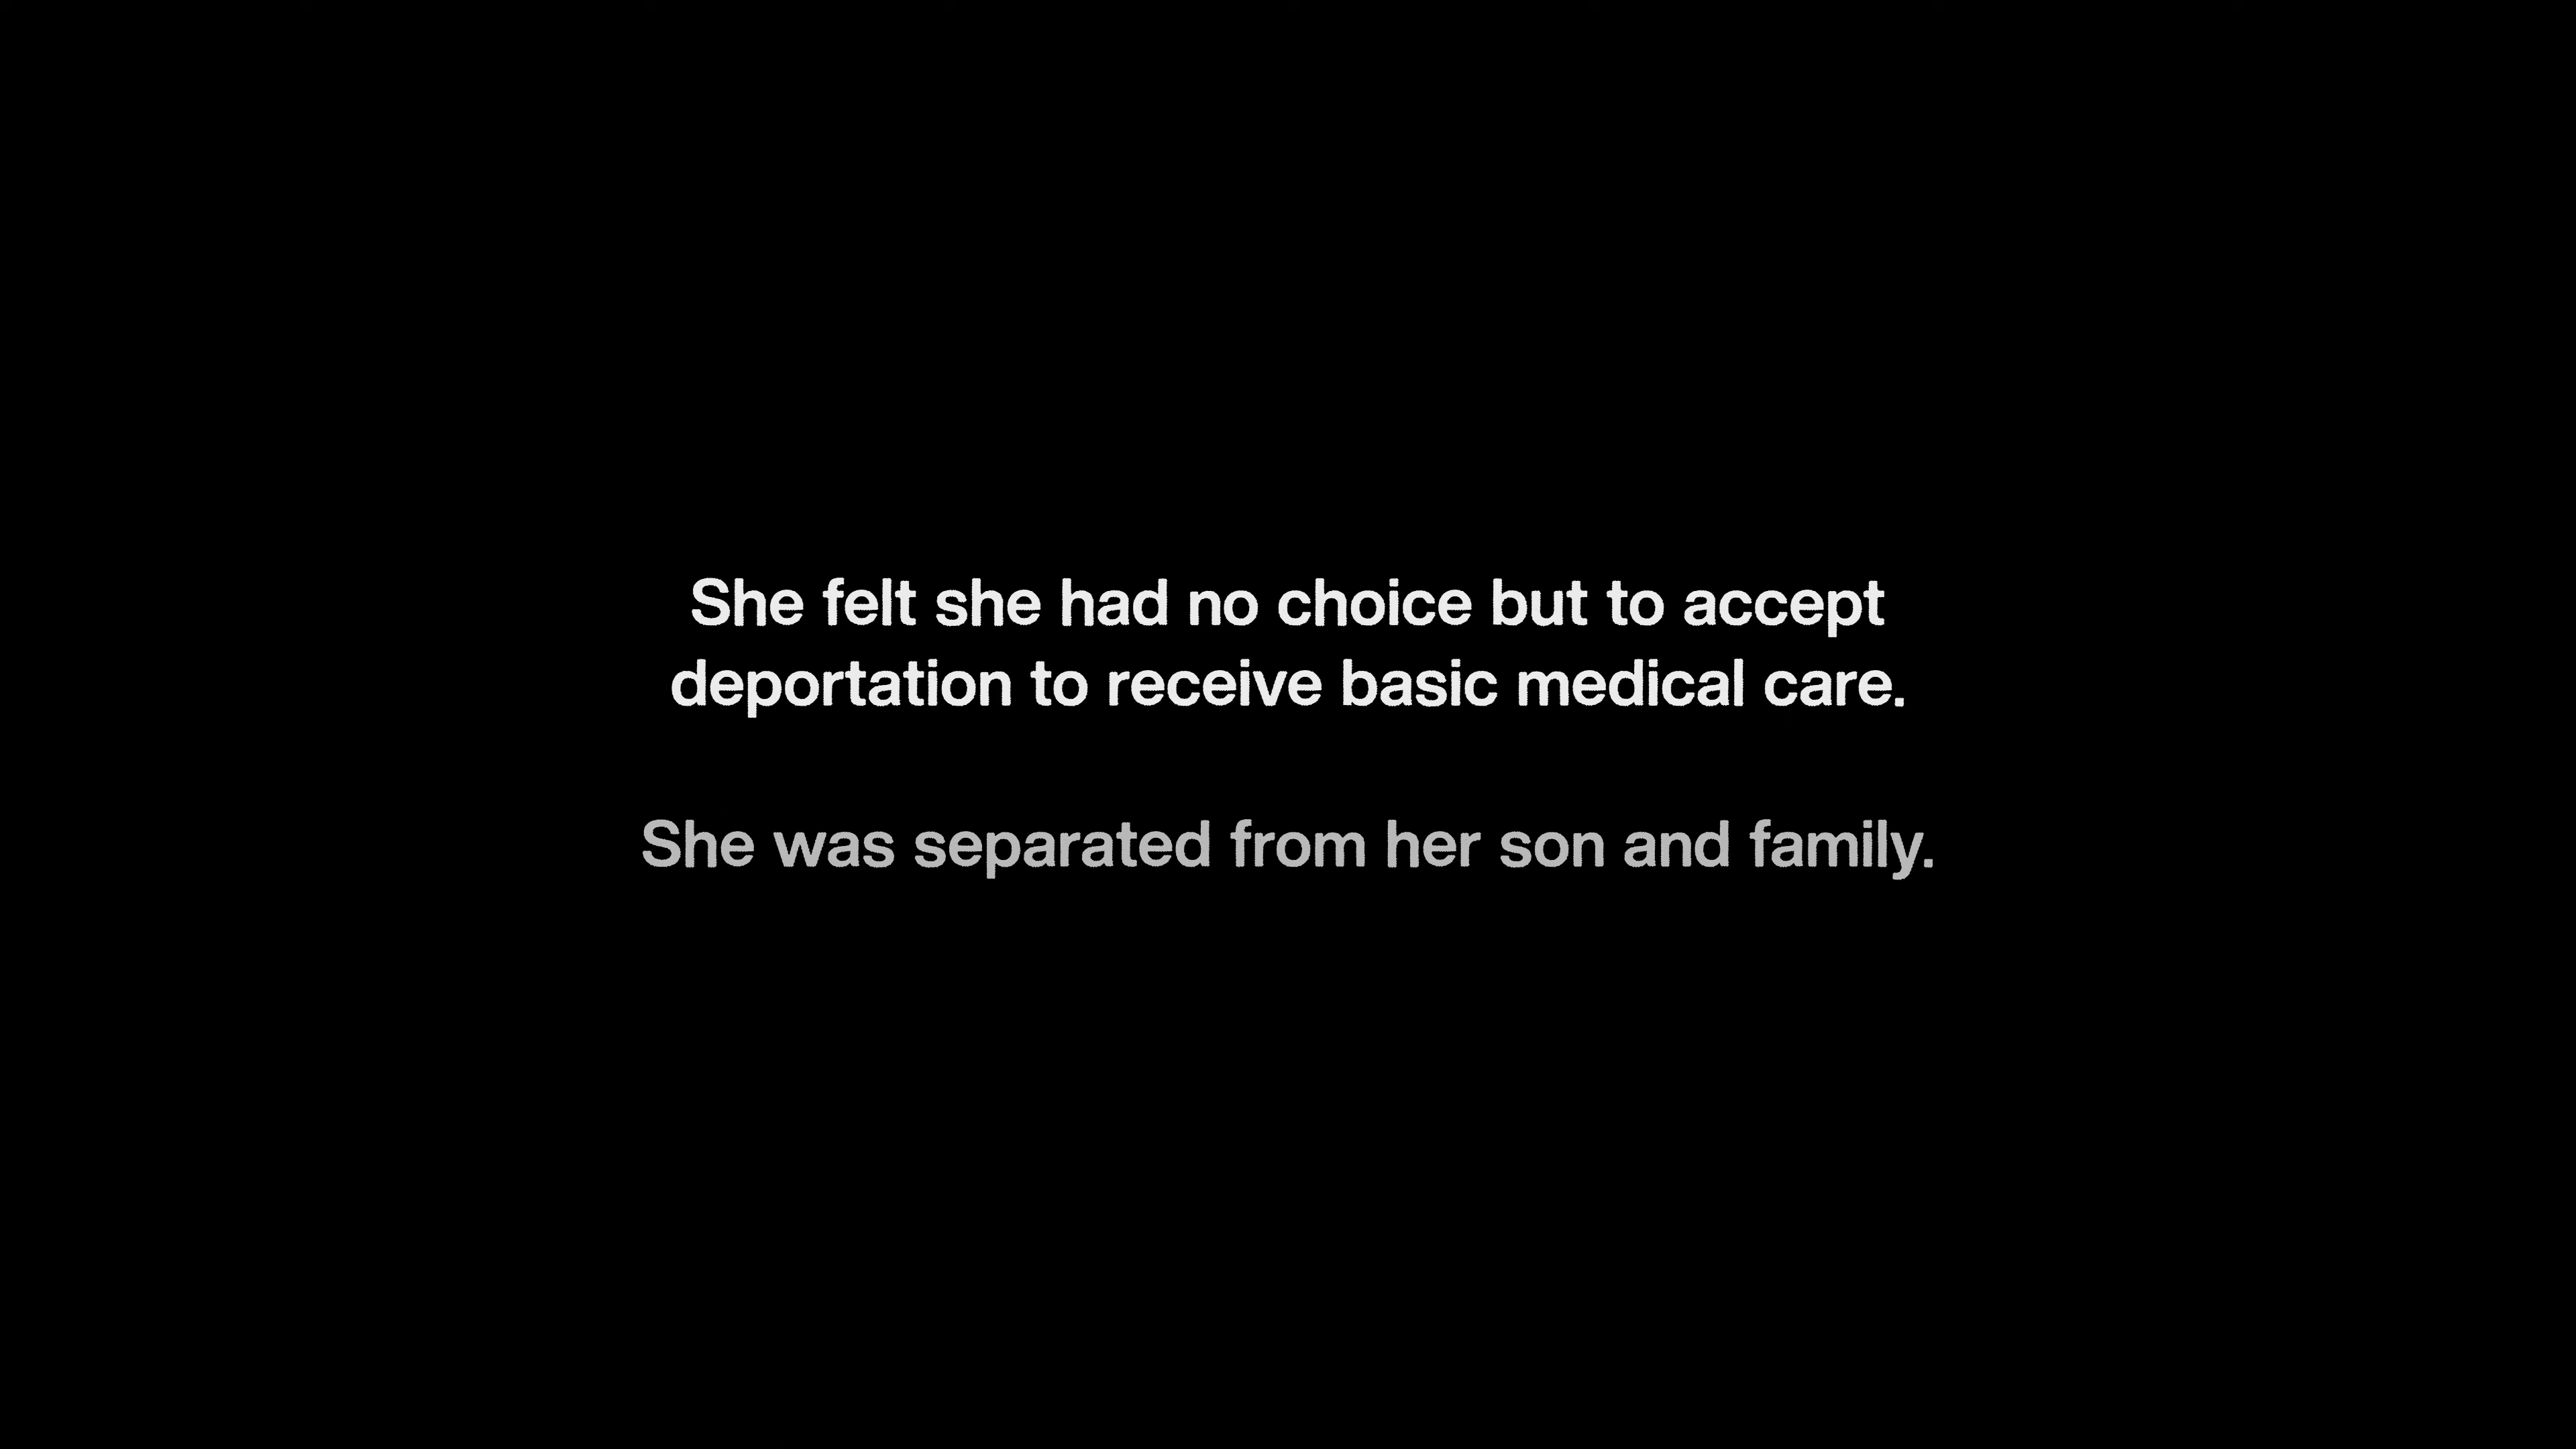 She felt she had no choice but to accept
deportation to receive basic medical care.
She was separated from her son and family.